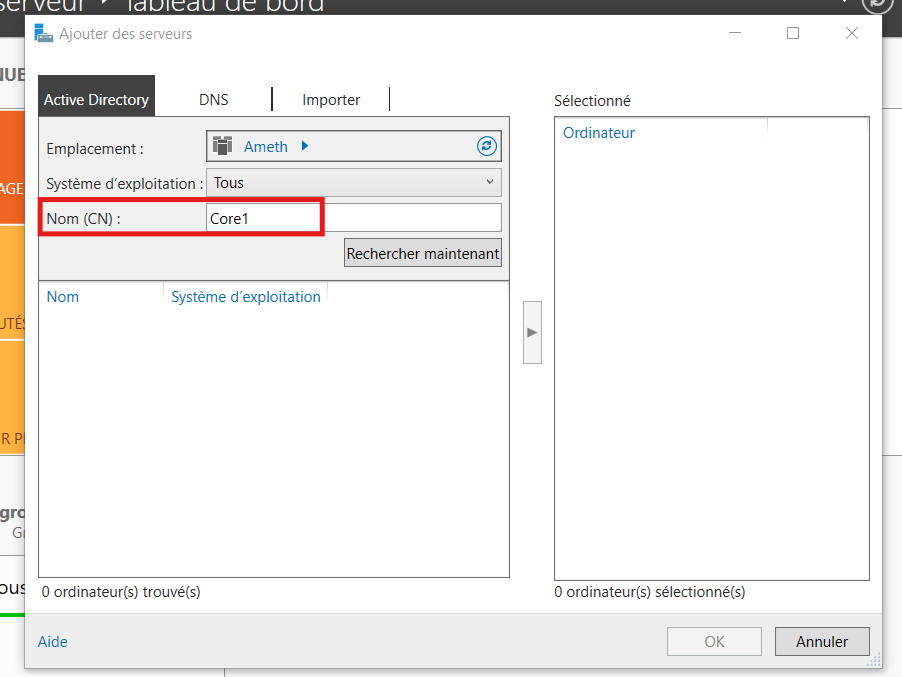 Tableau de bord
Ajouter des serveurs
Active Directory
DNS
Importer
Emplacement :
Ameth
Système d'exploitation :
Tous
Nom (CN) :
Core1
Rechercher maintenant
Nom
Système d'exploitation
0 ordinateur(s) trouvé(s)
Sélectionné
Ordinateur
0 ordinateur(s) sélectionné(s)
Aide
OK
Annuler